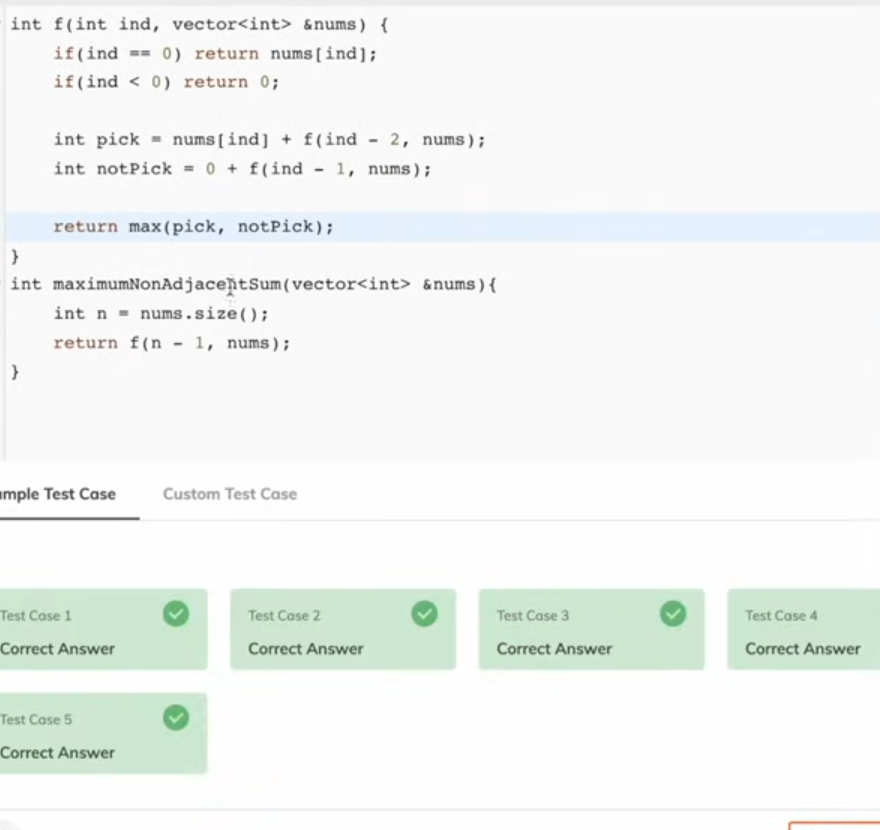 int f(int ind, vector<int> &nums) {
    if(ind == 0) return nums[ind];
    if(ind < 0) return 0;

    int pick = nums[ind] + f(ind - 2, nums);
    int notPick = 0 + f(ind - 1, nums);

    return max(pick, notPick);
}
int maximumNonAdjacentSum(vector<int> &nums){
    int n = nums.size();
    return f(n - 1, nums);
}
mple Test Case Custom Test Case
Test Case 1 Test Case 2 Test Case 3 Test Case 4
Correct Answer Correct Answer Correct Answer Correct Answer
Test Case 5
Correct Answer